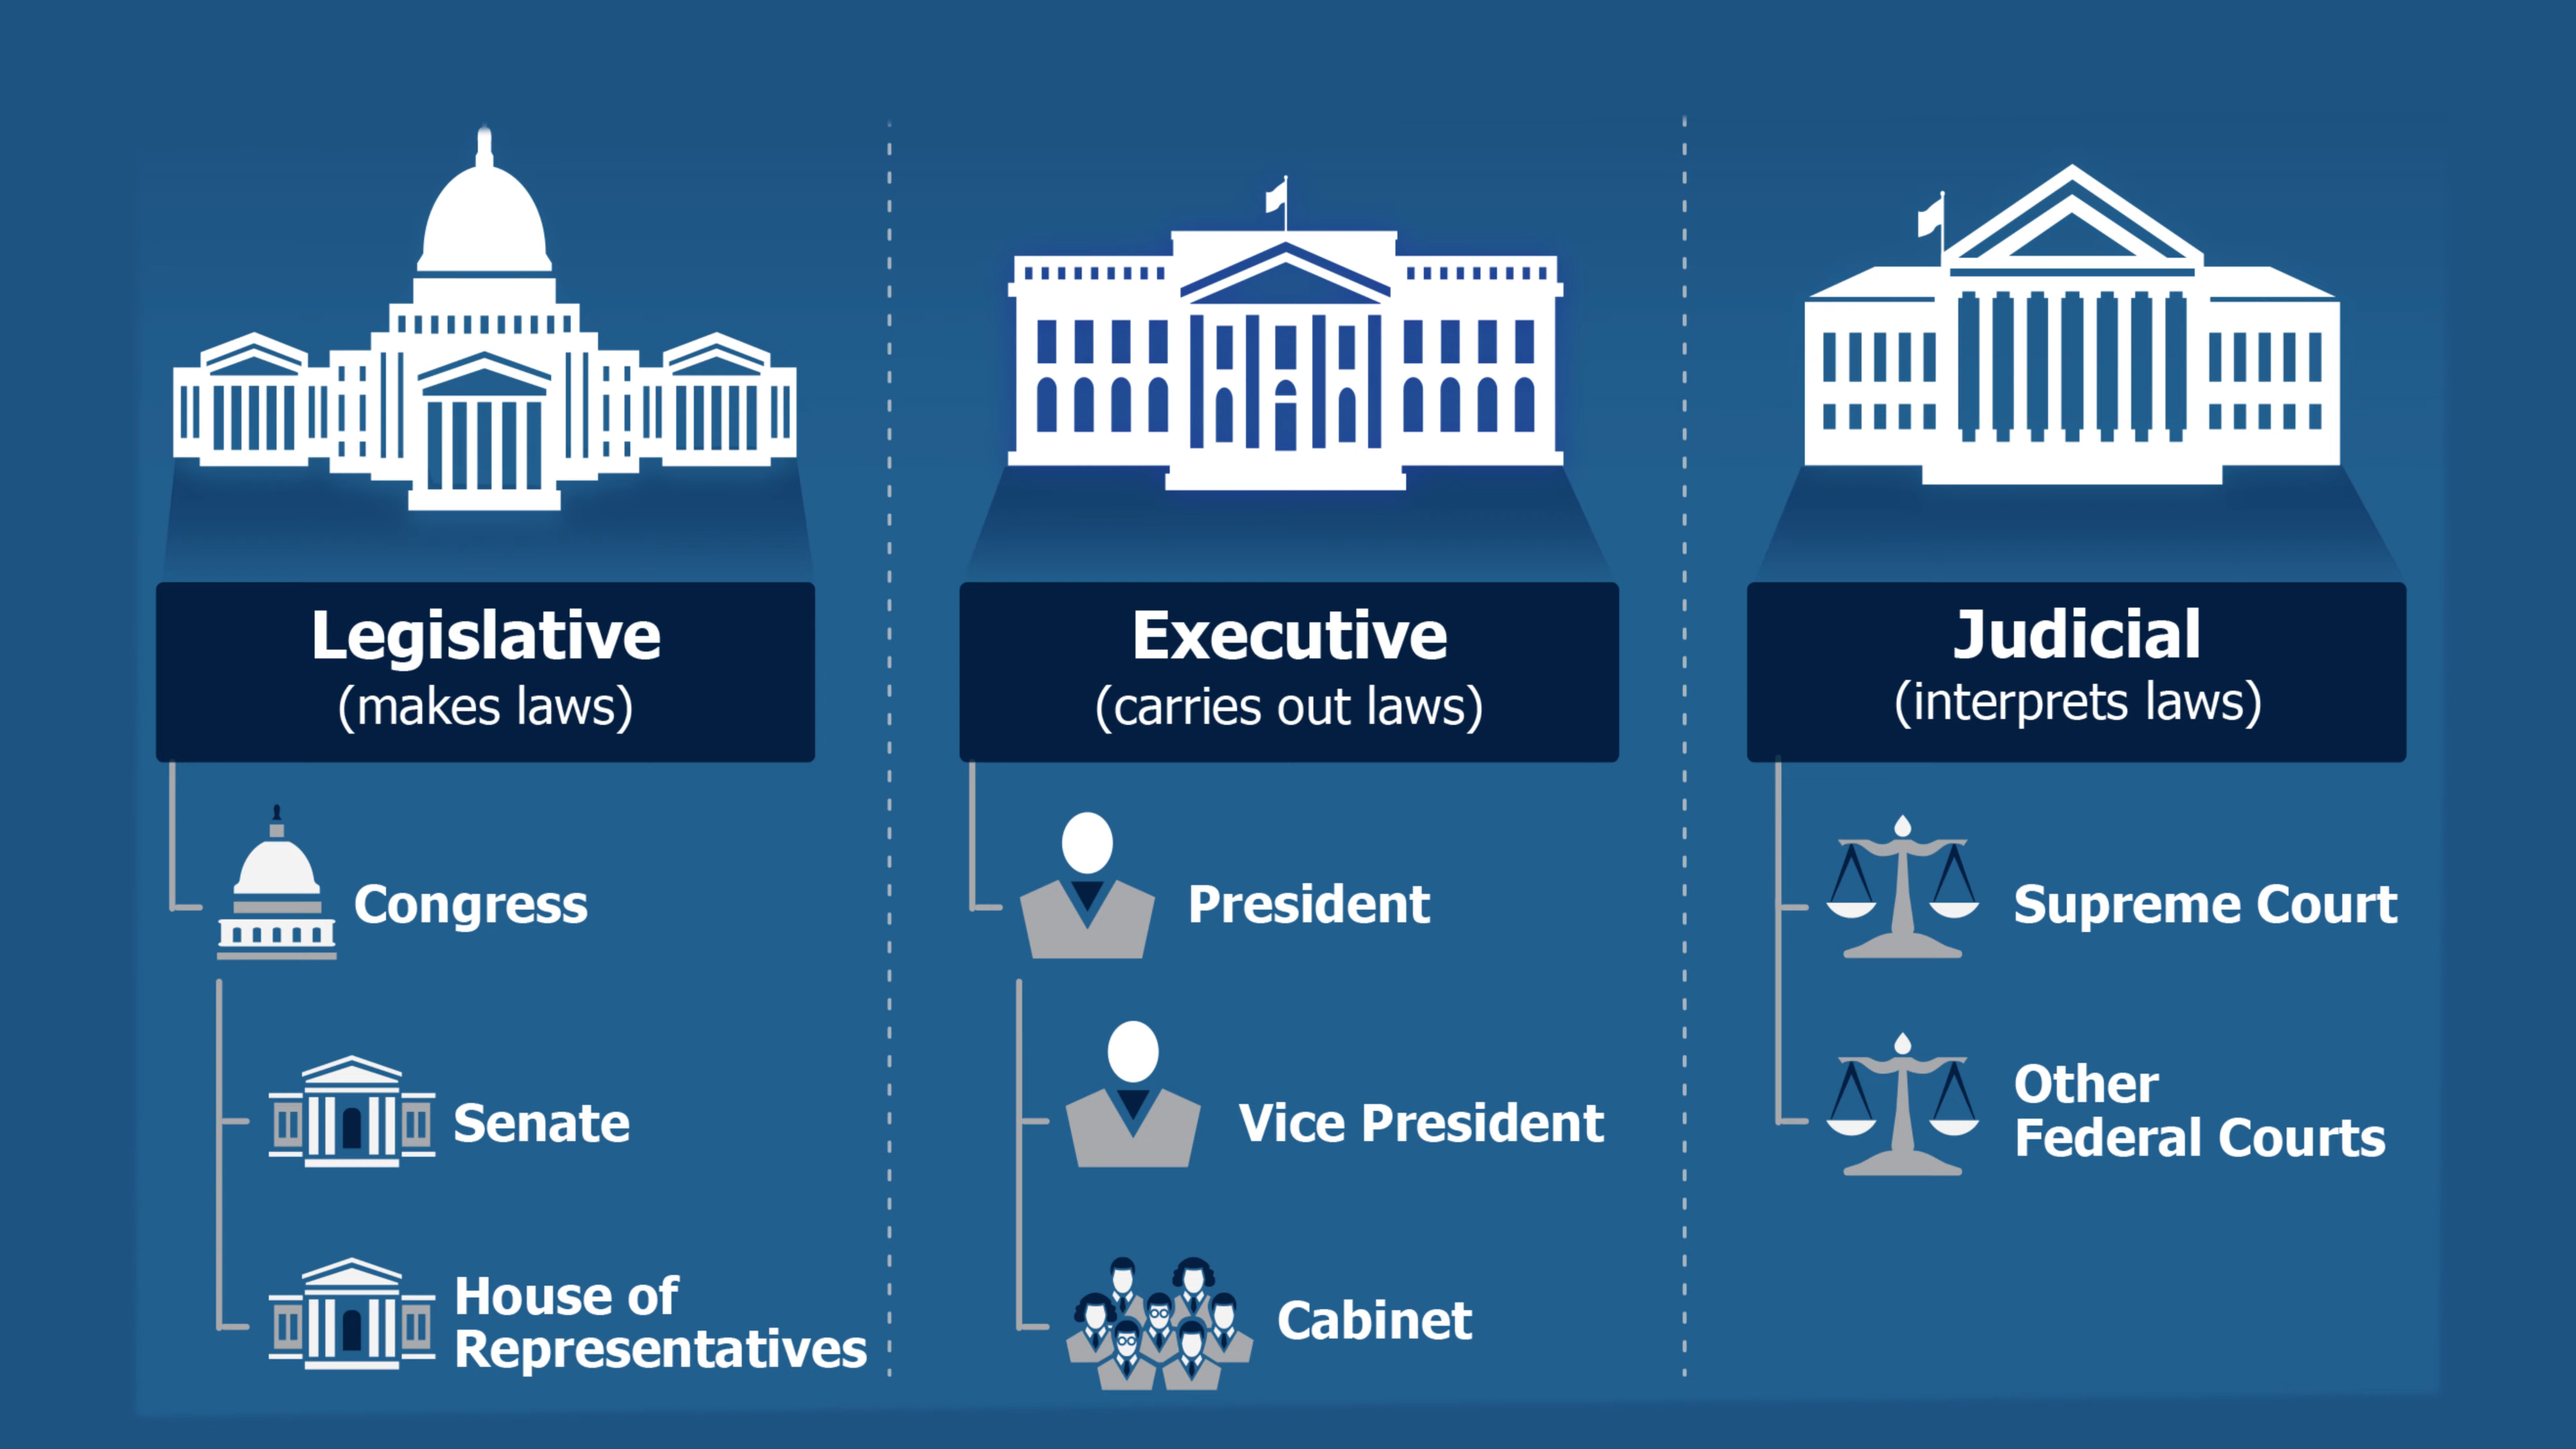 Legislative
(makes laws)
Congress
Senate
House of
Representatives
Executive
(carries out laws)
President
Vice President
Cabinet
Judicial
(interprets laws)
Supreme Court
Other
Federal Courts